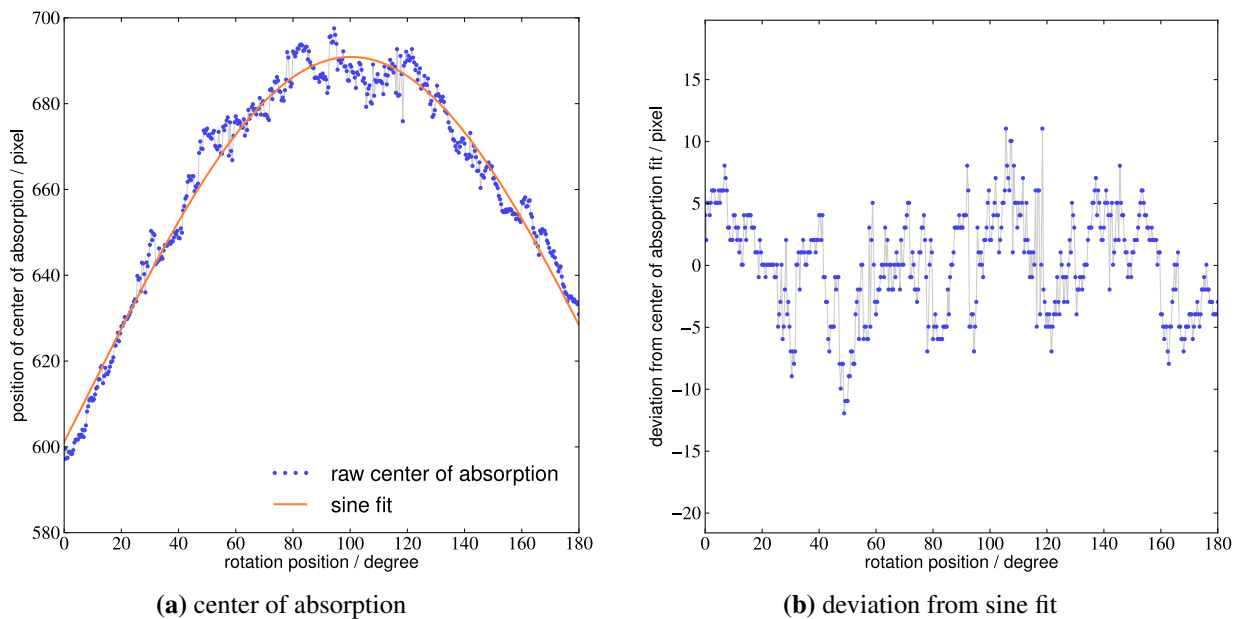 700
680
660
640
620
600
580
position of center of absorption / pixel
raw center of absorption
sine fit
0 20 40 60 80 100 120 140 160 180
rotation position / degree
(a) center of absorption
15
10
5
0
−5
−10
−15
−20
deviation from center of absoprtion fit / pixel
0 20 40 60 80 100 120 140 160 180
rotation position / degree
(b) deviation from sine fit